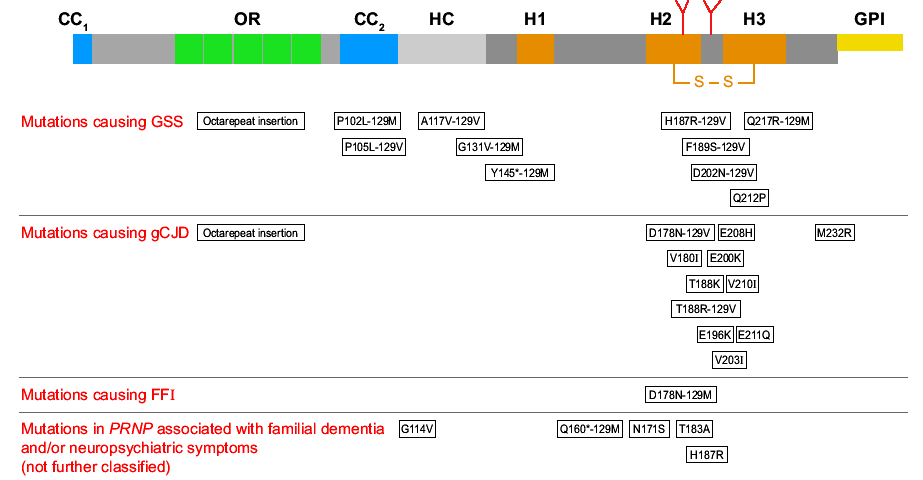 CC1 OR CC2 HC H1 H2 H3 GPI
S S
Mutations causing GSS Octarepeat insertion P102L-129M A117V-129V H187R-129V Q217R-129M
P105L-129V G131V-129M F189S-129V
Y145*-129M D202N-129V
Q212P
Mutations causing gCJD Octarepeat insertion D178N-129V E208H M232R
V180I E200K
T188K V210I
T188R-129V
E196K E211Q
V203I
Mutations causing FFI D178N-129M
Mutations in PRNP associated with familial dementia G114V Q160*-129M N171S T183A
and/or neuropsychiatric symptoms H187R
(not further classified)